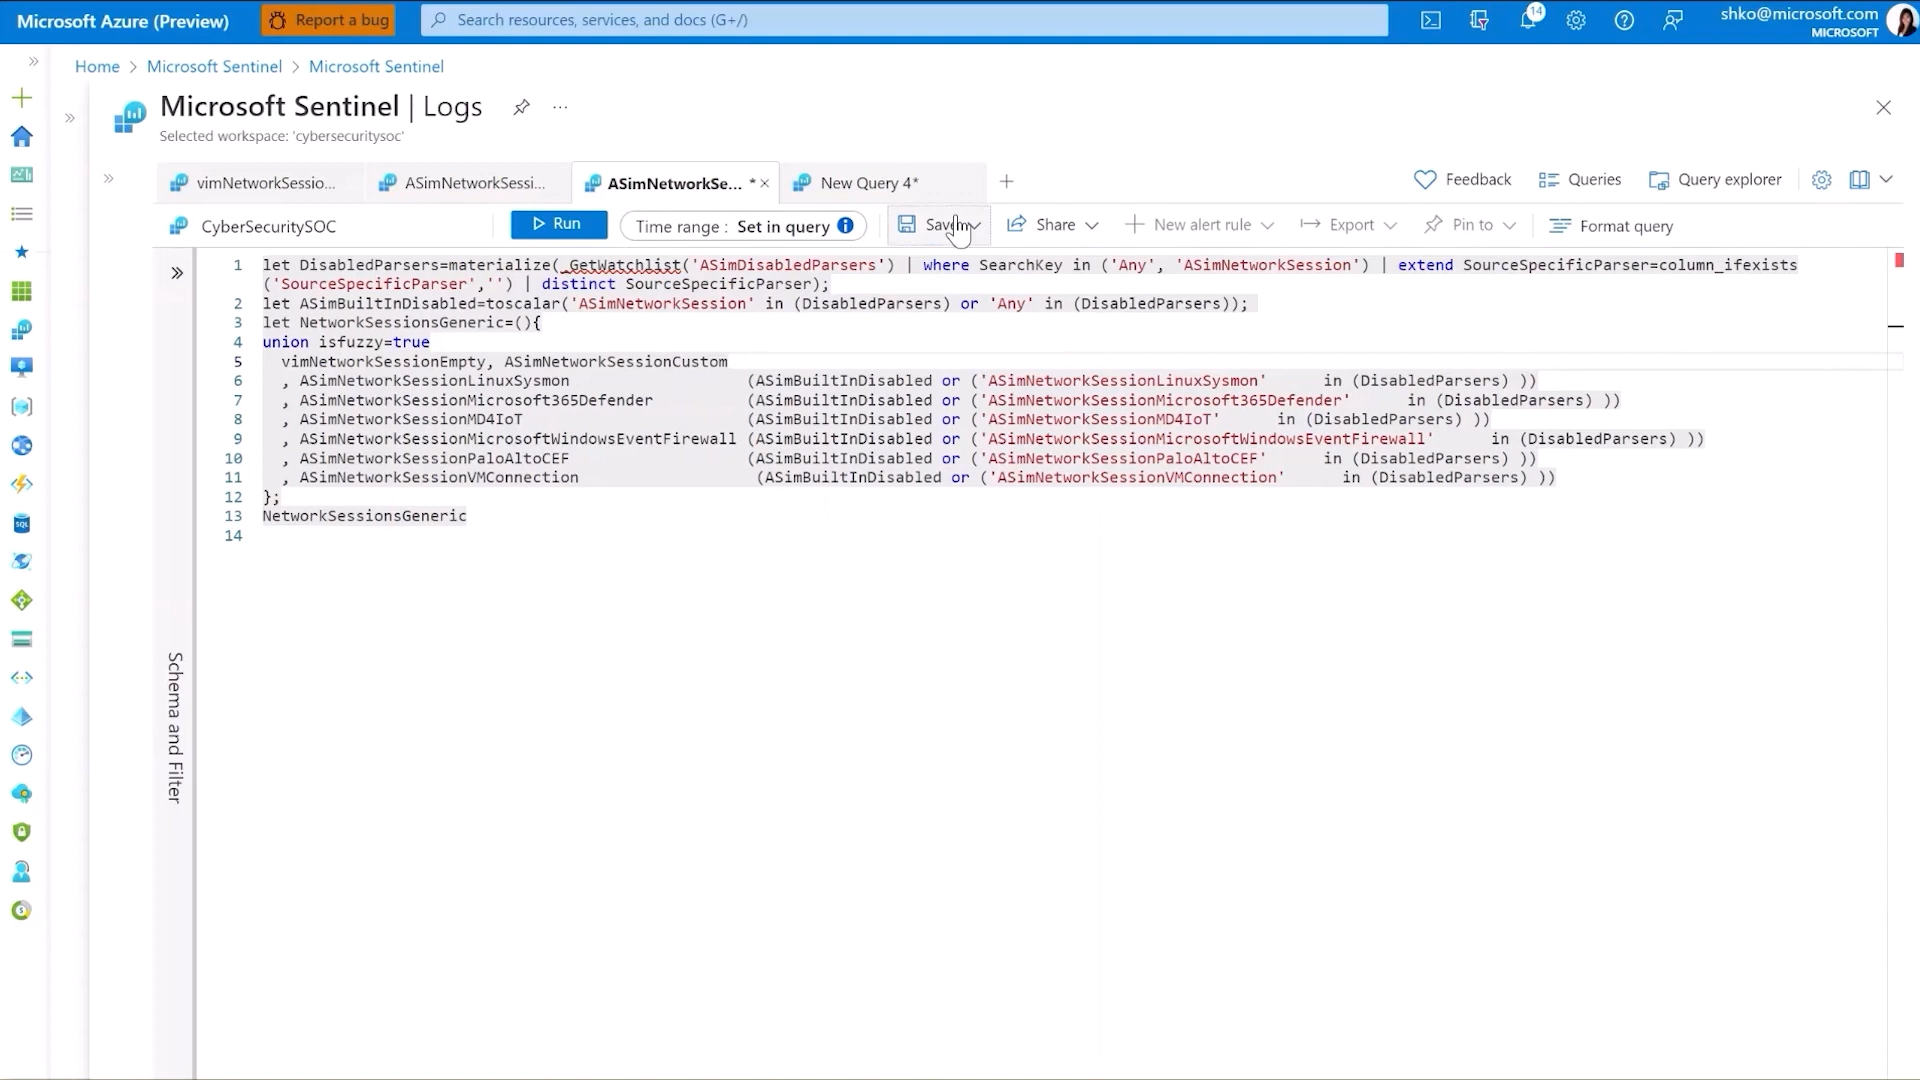 Microsoft Azure (Preview)
Report a bug
Search resources, services, and docs (G+/)
14
shko@microsoft.com
MICROSOFT
Home > Microsoft Sentinel > Microsoft Sentinel
Microsoft Sentinel | Logs
Selected workspace: 'cybersecuritysoc'
vimNetworkSessio...
ASimNetworkSessi...
ASimNetworkSe... *
New Query 4*
Feedback
Queries
Query explorer
CyberSecuritySOC
Run
Time range : Set in query
Save
Share
New alert rule
Export
Pin to
Format query
1 let DisabledParsers=materialize(_GetWatchlist('ASimDisabledParsers') | where SearchKey in ('Any', 'ASimNetworkSession') | extend SourceSpecificParser=column_ifexists
('SourceSpecificParser','') | distinct SourceSpecificParser);
2 let ASimBuiltInDisabled=toscalar('ASimNetworkSession' in (DisabledParsers) or 'Any' in (DisabledParsers));
3 let NetworkSessionsGeneric=(){
4 union isfuzzy=true
5 vimNetworkSessionEmpty, ASimNetworkSessionCustom
6 , ASimNetworkSessionLinuxSysmon (ASimBuiltInDisabled or ('ASimNetworkSessionLinuxSysmon' in (DisabledParsers) ))
7 , ASimNetworkSessionMicrosoft365Defender (ASimBuiltInDisabled or ('ASimNetworkSessionMicrosoft365Defender' in (DisabledParsers) ))
8 , ASimNetworkSessionMD4IoT (ASimBuiltInDisabled or ('ASimNetworkSessionMD4IoT' in (DisabledParsers) ))
9 , ASimNetworkSessionMicrosoftWindowsEventFirewall (ASimBuiltInDisabled or ('ASimNetworkSessionMicrosoftWindowsEventFirewall' in (DisabledParsers) ))
10 , ASimNetworkSessionPaloAltoCEF (ASimBuiltInDisabled or ('ASimNetworkSessionPaloAltoCEF' in (DisabledParsers) ))
11 , ASimNetworkSessionVMConnection (ASimBuiltInDisabled or ('ASimNetworkSessionVMConnection' in (DisabledParsers) ))
12 };
13 NetworkSessionsGeneric
14
Schema and Filter
SQL